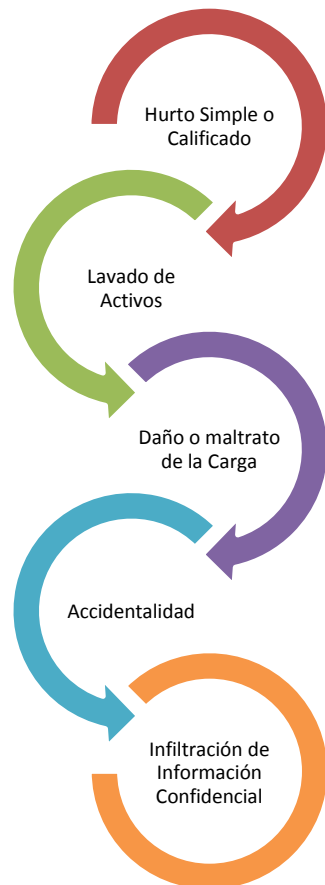 Hurto Simple o
Calificado
Lavado de
Activos
Daño o maltrato
de la Carga
Accidentalidad
Infiltración de
Información
Confidencial